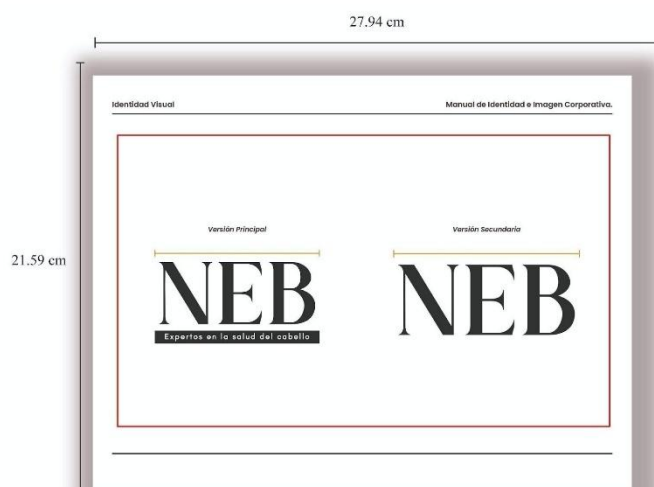 27.94 cm
Identidad Visual
Manual de Identidad e Imagen Corporativa.
21.59 cm
Versión Principal
Versión Secundaria
NEB
Expertos en la salud del cabello
NEB